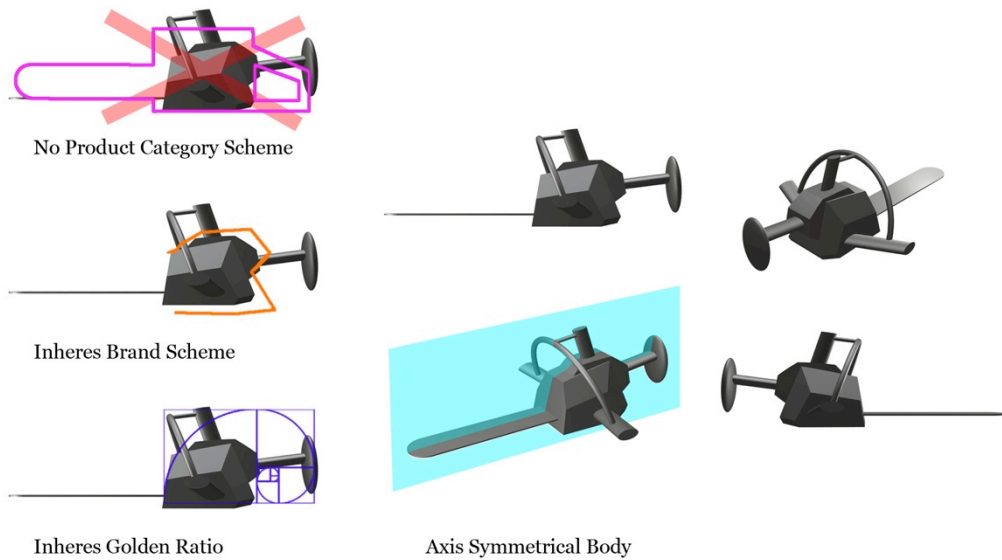 No Product Category Scheme
Inheres Brand Scheme
Inheres Golden Ratio
Axis Symmetrical Body